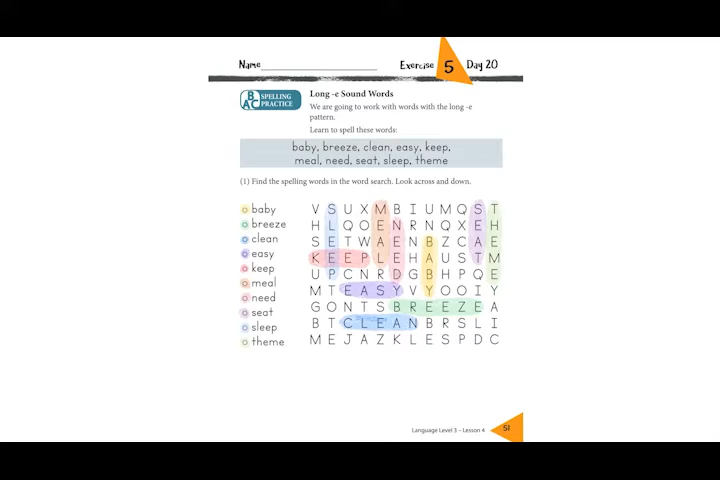 Name
Exercise 5 Day 20
ABC SPELLING PRACTICE
Long -e Sound Words
We are going to work with words with the long -e
pattern.
Learn to spell these words:
baby, breeze, clean, easy, keep,
meal, need, seat, sleep, theme
(1) Find the spelling words in the word search. Look across and down.
baby V S U X M B I U M Q S T
breeze H L Q O E N R N Q X E H
clean S E T W A E N B Z C A E
easy K E E P L E H A U S T M
keep U P C N R D G B H P Q E
meal M T E A S Y V Y O O I Y
need G O N T S B R E E Z E A
seat B T C L E A N B R S L I
sleep M E J A Z K L E S P D C
theme
Language Level 3 – Lesson 4 51